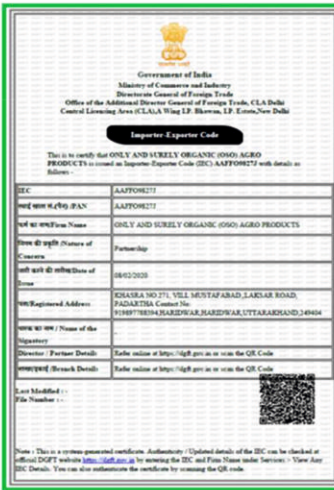 Government of India
Ministry of Commerce and Industry
Directorate General of Foreign Trade
Office of the Additional Director General of Foreign Trade, CLA Delhi
Central Licensing Area (CLA),A Wing I.P. Bhawan, I.P. Estate,New Delhi
Importer-Exporter Code
This is to certify that ONLY AND SURELY ORGANIC (OSO) AGRO
PRODUCTS is issued an Importer-Exporter Code (IEC) AAFFO9827J with details as
follows -
IEC AAFFO9827J
/PAN AAFFO9827J
फर्म का नाम/Firm Name ONLY AND SURELY ORGANIC (OSO) AGRO PRODUCTS
/Nature of
Concern Partnership
जारी करने की तारीख/Date of
Issue 08/02/2020
पता/Registered Address KHASRA NO 271, VILL MUSTAFABAD, LAKSAR ROAD,
PADARTHA Contact No:
919897788394,HARIDWAR,HARIDWAR,UTTARAKHAND,249404
का नाम / Name of the
Signatory -
Director / Partner Details Refer online at https://dgft.gov.in or scan the QR Code
/Branch Details Refer online at https://dgft.gov.in or scan the QR Code
Last Modified : -
File Number : -
Note : This is a system-generated certificate. Authenticity / Updated details of the IEC can be checked at
official DGFT website https://dgft.gov.in by entering the IEC and Firm Name under Services > View Any
IEC Details. You can also authenticate the certificate by scanning the QR code.